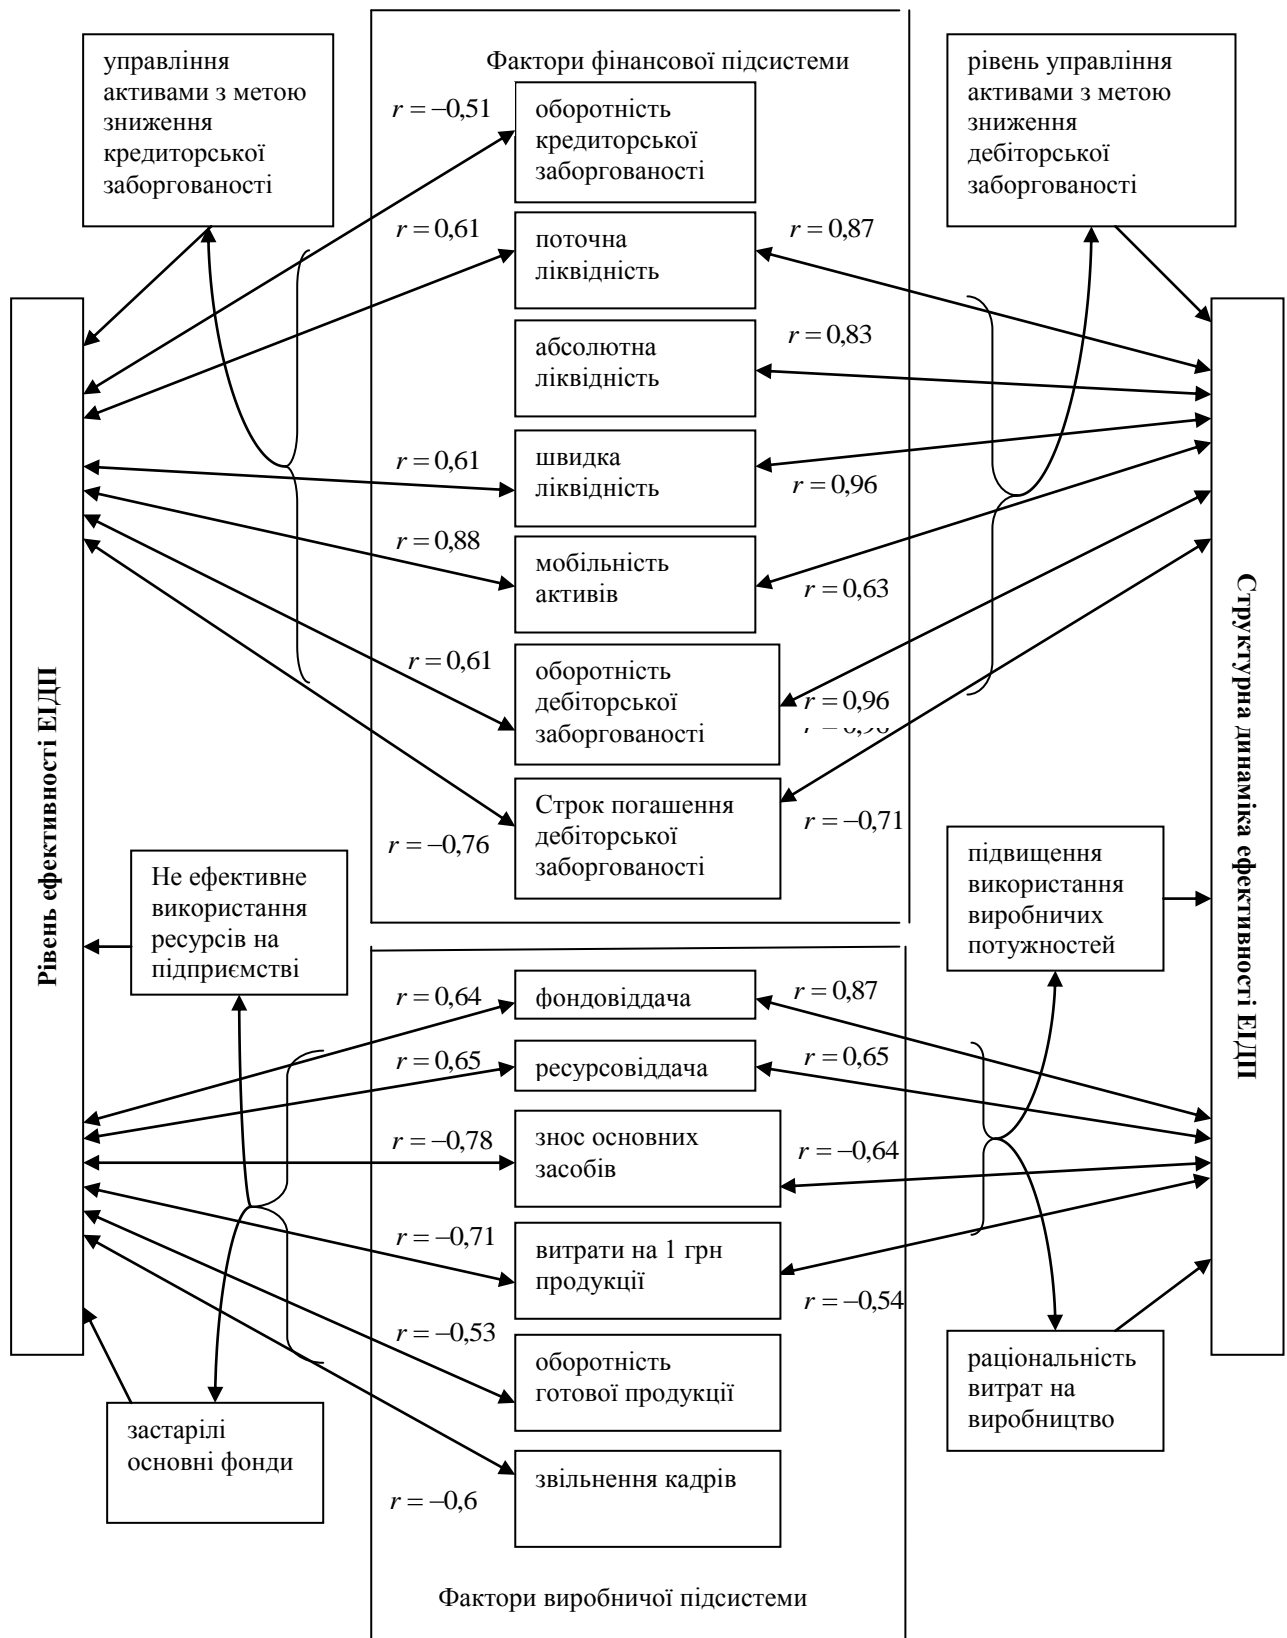 управління
активами з метою
зниження
кредиторської
заборгованості
Фактори фінансової підсистеми
рівень управління
активами з метою
зниження
дебіторської
заборгованості
r = –0,51
оборотність
кредиторської
заборгованості
r = 0,61
поточна
ліквідність
r = 0,87
абсолютна
ліквідність
r = 0,83
r = 0,61
швидка
ліквідність
r = 0,96
r = 0,88
мобільність
активів
r = 0,63
r = 0,61
оборотність
дебіторської
заборгованості
r = 0,96
r = –0,76
Строк погашення
дебіторської
заборгованості
r = –0,71
Рівень ефективності ЕІДП
Структурна динаміка ефективності ЕІДП
Не ефективне
використання
ресурсів на
підприємстві
підвищення
використання
виробничих
потужностей
r = 0,64
фондовіддача
r = 0,87
r = 0,65
ресурсовіддача
r = 0,65
r = –0,78
знос основних
засобів
r = –0,64
r = –0,71
витрати на 1 грн
продукції
r = –0,54
r = –0,53
оборотність
готової продукції
раціональність
витрат на
виробництво
застарілі
основні фонди
r = –0,6
звільнення кадрів
Фактори виробничої підсистеми